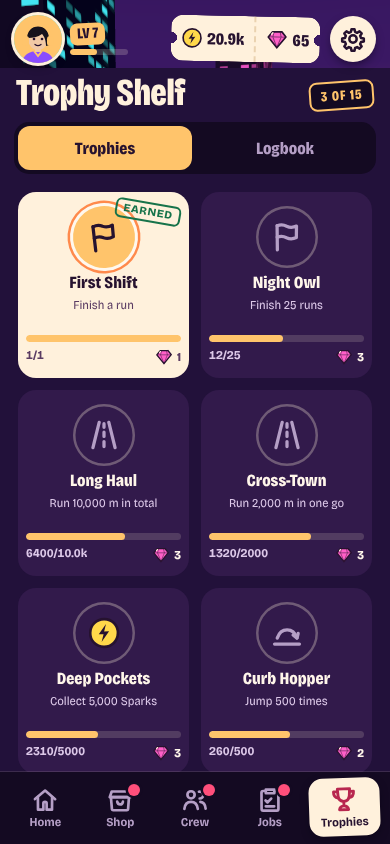 LV 7
20.9k
65
Trophy Shelf
3 OF 15
Trophies
Logbook
EARNED
First Shift
Finish a run
1/1
1
Night Owl
Finish 25 runs
12/25
3
Long Haul
Run 10,000 m in total
6400/10.0k
3
Cross-Town
Run 2,000 m in one go
1320/2000
3
Deep Pockets
Collect 5,000 Sparks
2310/5000
3
Curb Hopper
Jump 500 times
260/500
2
Home
Shop
Crew
Jobs
Trophies